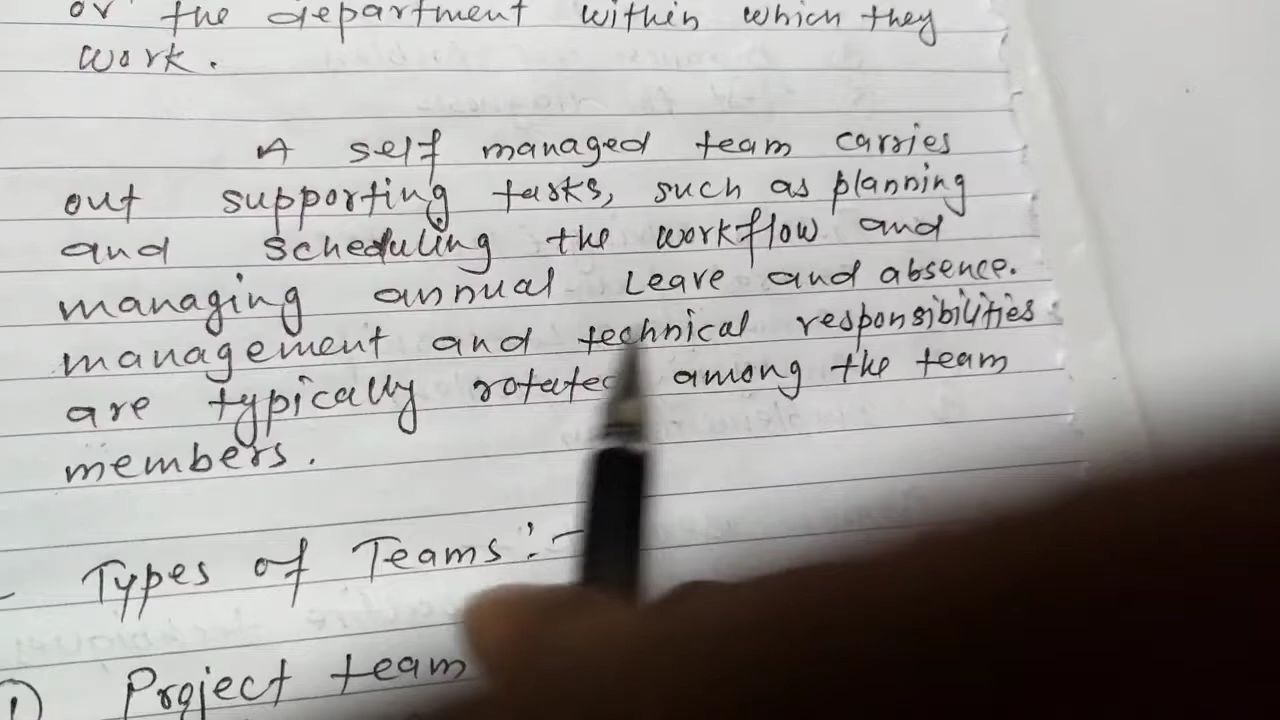 or the department within which they
work.
A self managed team carries
out supporting tasks, such as planning
and scheduling the workflow and
managing annual leave and absence.
management and technical responsibilities
are typically rotated among the team
members.
- Types of Teams :-
1) Project team